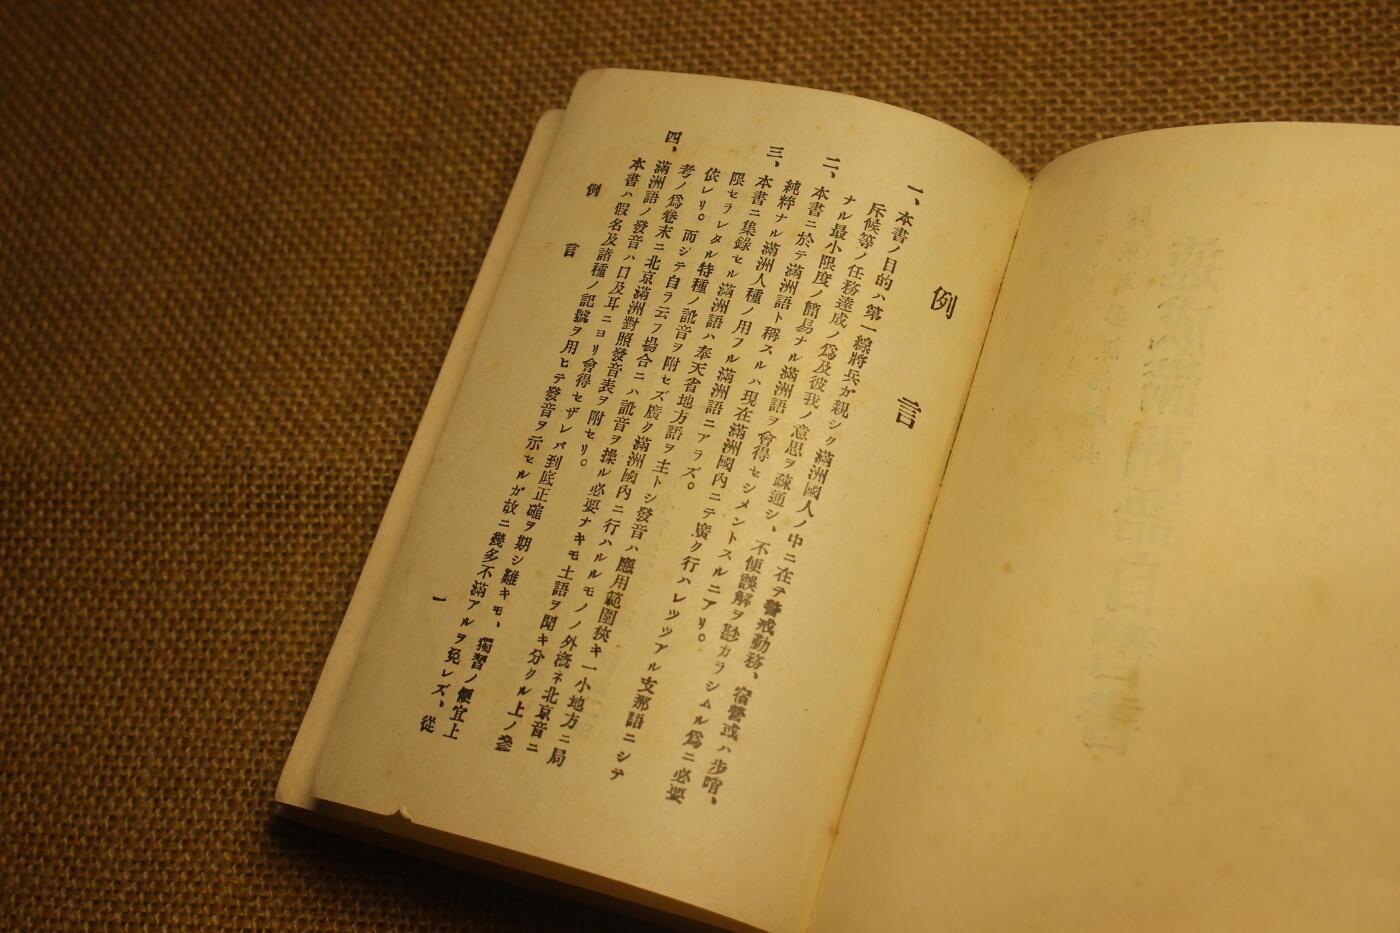 例言
一、本書ノ目的ハ第一線將兵ガ親シク滿洲國人ノ中ニ在テ警戒勤務、宿營或ハ步哨、
斥候等ノ任務達成ノ爲及彼我ノ意思ヲ疎通シ、不便誤解ヲ尠カラシムル爲ニ必要
ナル最小限度ノ簡易ナル滿洲語ヲ會得セシメントスルニアリ。
二、本書ニ於テ滿洲語ト稱スルハ現在滿洲國內ニテ廣ク行ハレツツアル支那語ニシテ
純粹ナル滿洲人種ノ用フル滿洲語ニアラズ。
三、本書ニ集錄セル滿洲語ハ奉天省地方語ヲ主トシ發音ハ應用範圍狹キ一小地方ニ局
限セラレタル特種ノ訛音ヲ附セズ廣ク滿洲國內ニ行ハルルモノノ外槪ネ北京音ニ
依レリ。而シテ自ラ云フ場合ニハ訛音ヲ操ル必要ナキモ土語ヲ聞キ分クル上ノ參
考ノ爲卷末ニ北京滿洲對照發音表ヲ附セリ。
四、滿洲語ノ發音ハ口及耳ニヨリ會得セザレバ到底正確ヲ期シ難キモ、獨習ノ便宜上
本書ハ假名及諸種ノ記號ヲ用ヒテ發音ヲ示セルガ故ニ幾多不滿アルヲ免レズ、從
例言
一